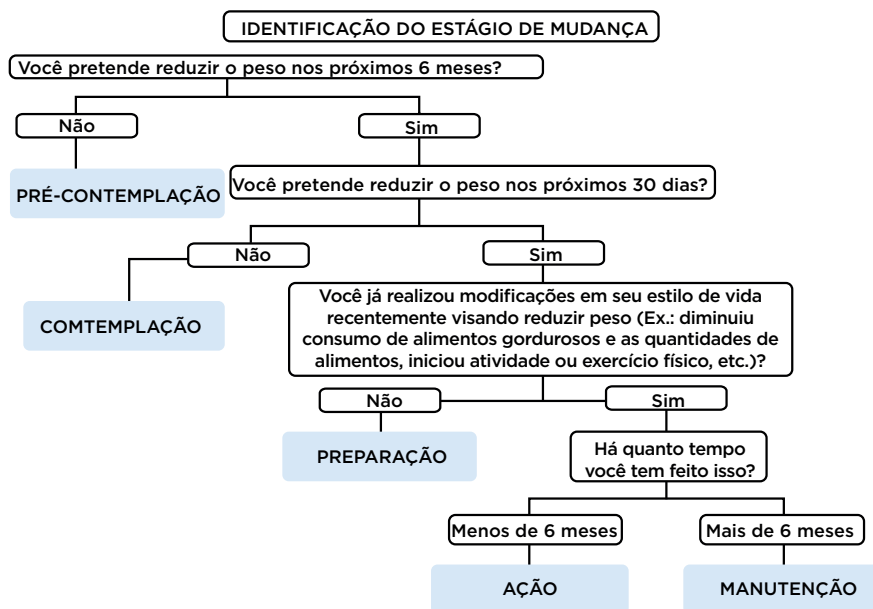 IDENTIFICAÇÃO DO ESTÁGIO DE MUDANÇA
Você pretende reduzir o peso nos próximos 6 meses?
Não
Sim
PRÉ-CONTEMPLAÇÃO
Você pretende reduzir o peso nos próximos 30 dias?
Não
Sim
COMTEMPLAÇÃO
Você já realizou modificações em seu estilo de vida
recentemente visando reduzir peso (Ex.: diminuiu
consumo de alimentos gordurosos e as quantidades de
alimentos, iniciou atividade ou exercício físico, etc.)?
Não
Sim
PREPARAÇÃO
Há quanto tempo
você tem feito isso?
Menos de 6 meses
Mais de 6 meses
AÇÃO
MANUTENÇÃO